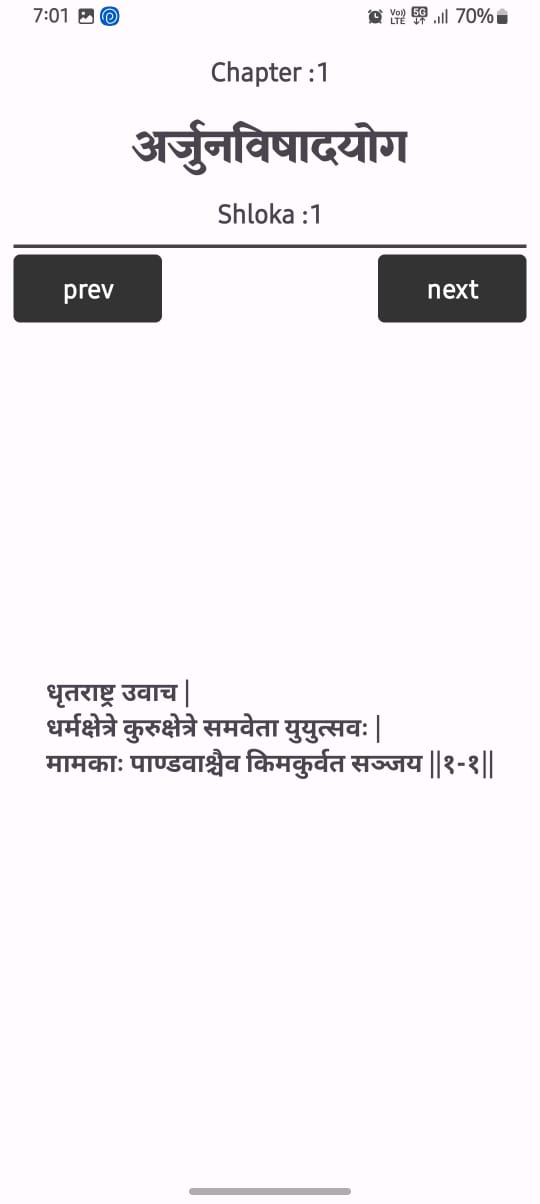 7:01 Vo)) LTE 5G 70%
Chapter :1
अर्जुनविषादयोग
Shloka :1
prev next
धृतराष्ट्र उवाच |
धर्मक्षेत्रे कुरुक्षेत्रे समवेता युयुत्सवः |
मामकाः पाण्डवाश्चैव किमकुर्वत सञ्जय ||१-१||